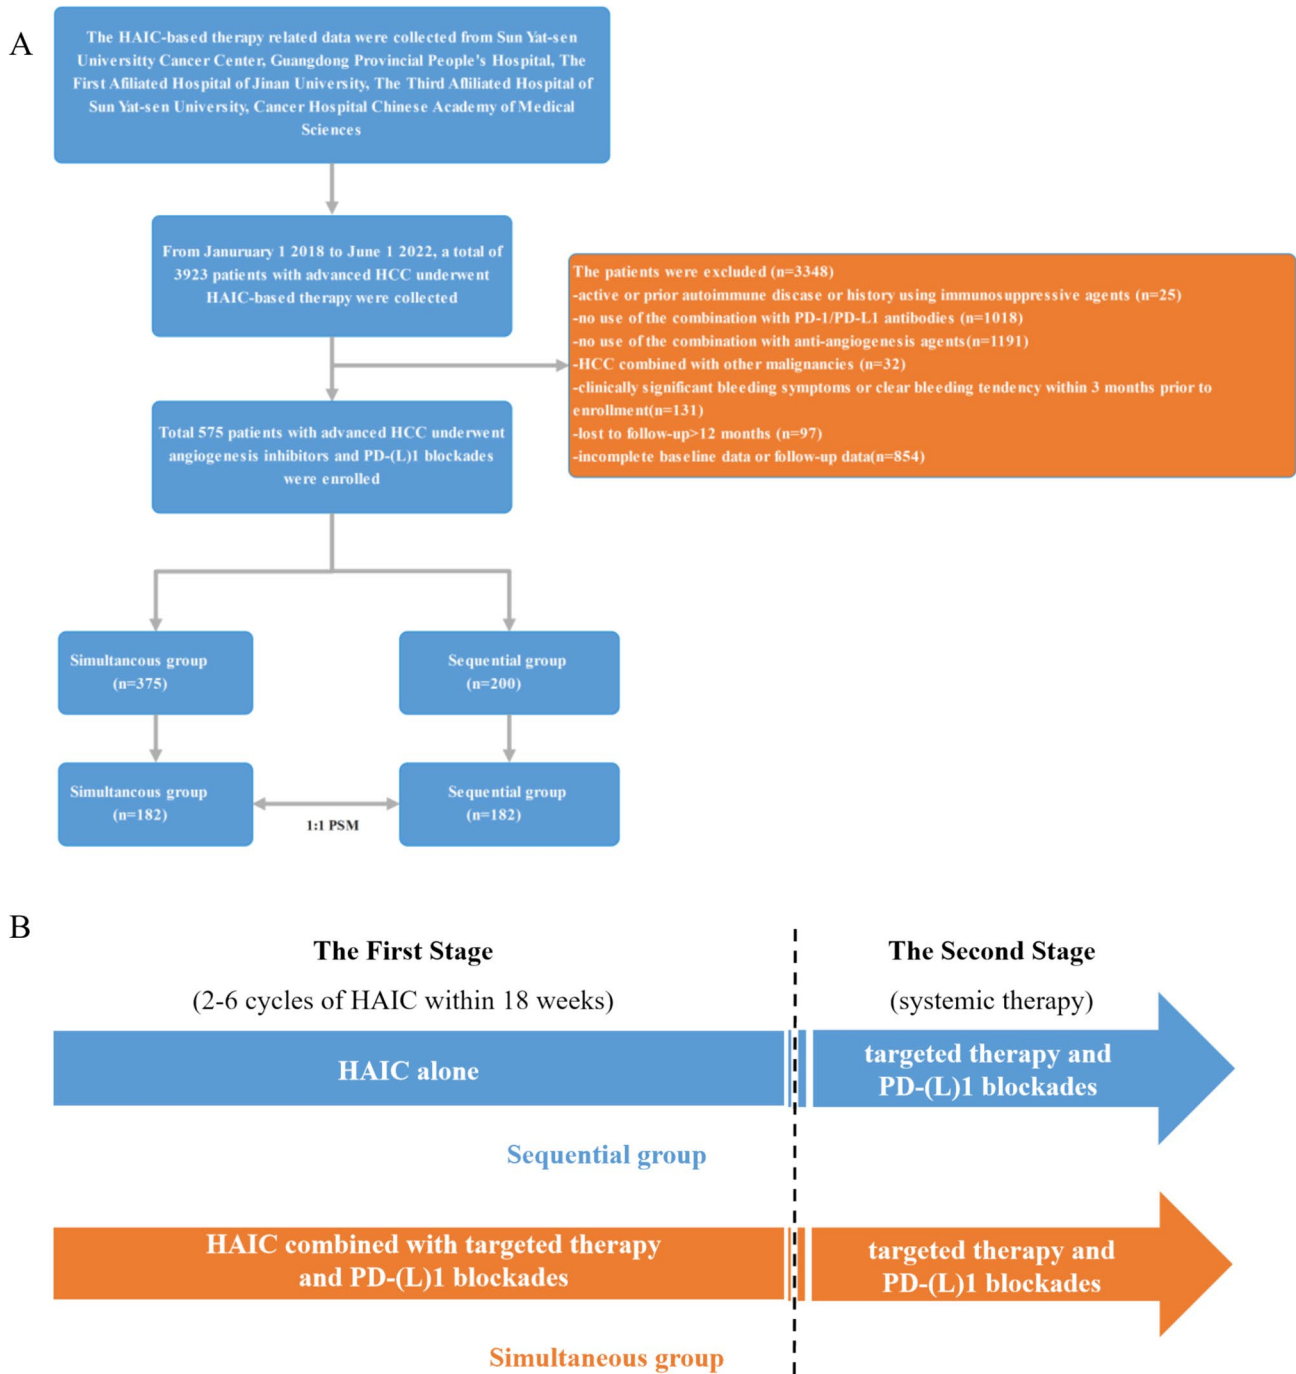 A
The HAIC-based therapy related data were collected from Sun Yat-sen
Universitty Cancer Center, Guangdong Provincial People's Hospital, The
First Afiliated Hospital of Jinan University, The Third Afliliated Hospital of
Sun Yat-sen University, Cancer Hospital Chinese Academy of Medical
Sciences
From Januruary 1 2018 to June 1 2022, a total of
3923 patients with advanced HCC underwent
HAIC-based therapy were collected
The patients were excluded (n=3348)
-active or prior autoimmune disease or history using immunosuppressive agents (n=25)
-no use of the combination with PD-1/PD-L1 antibodies (n=1018)
-no use of the combination with anti-angiogenesis agents(n=1191)
-HCC combined with other malignancies (n=32)
-clinically significant bleeding symptoms or clear bleeding tendency within 3 months prior to
enrollment(n=131)
-lost to follow-up>12 months (n=97)
-incomplete baseline data or follow-up data(n=854)
Total 575 patients with advanced HCC underwent
angiogenesis inhibitors and PD-(L)1 blockades
were enrolled
Simultancous group
(n=375)
Sequential group
(n=200)
Simultancous group
(n=182)
Sequential group
(n=182)
1:1 PSM
B
The First Stage
(2-6 cycles of HAIC within 18 weeks)
The Second Stage
(systemic therapy)
HAIC alone
targeted therapy and
PD-(L)1 blockades
Sequential group
HAIC combined with targeted therapy
and PD-(L)1 blockades
targeted therapy and
PD-(L)1 blockades
Simultaneous group